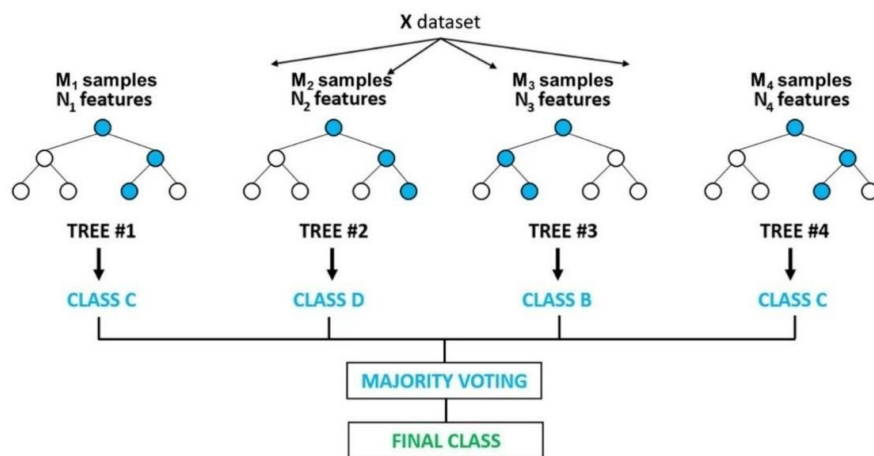 X dataset
M₁ samples
N₁ features
M₂ samples
N₂ features
M₃ samples
N₃ features
M₄ samples
N₄ features
TREE #1
TREE #2
TREE #3
TREE #4
CLASS C
CLASS D
CLASS B
CLASS C
MAJORITY VOTING
FINAL CLASS